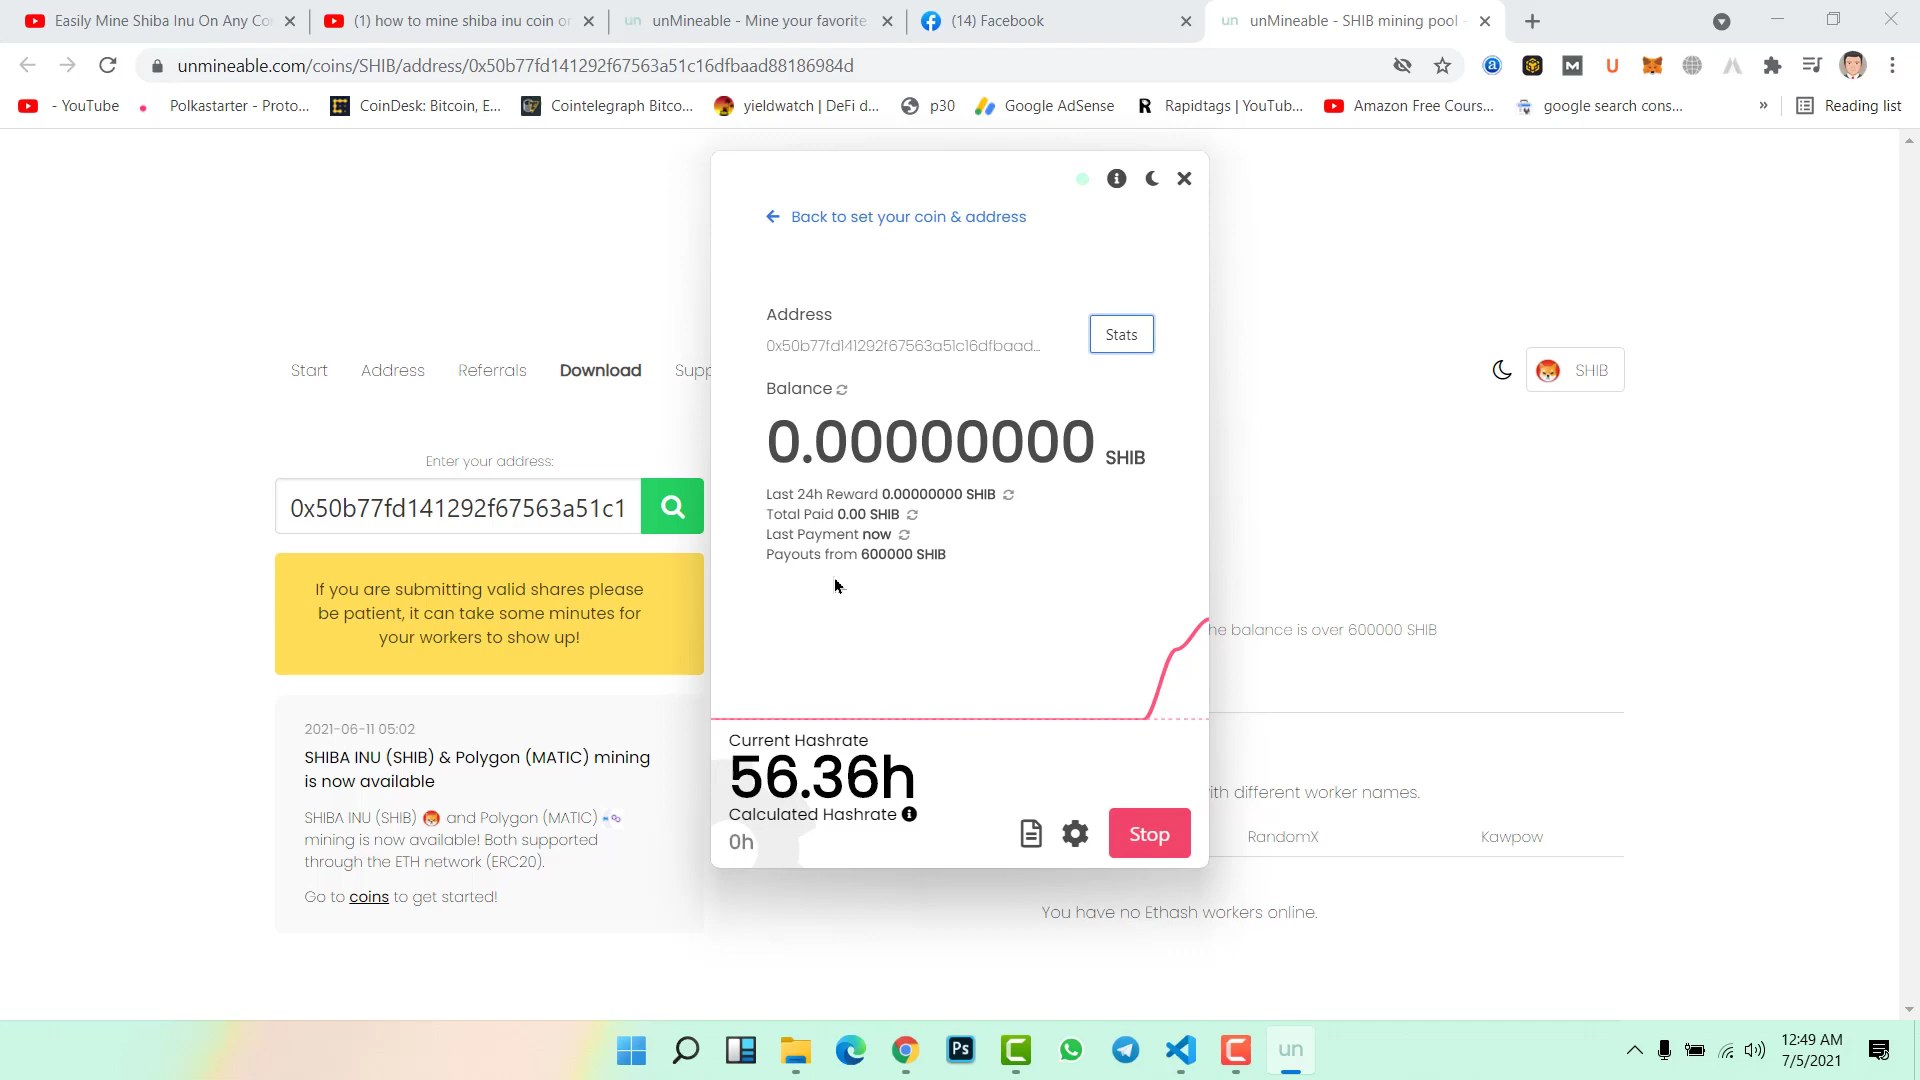 Easily Mine Shiba Inu On Any Co
(1) how to mine shiba inu coin on
un unMineable - Mine your favorite
(14) Facebook
un unMineable - SHIB mining pool -
unmineable.com/coins/SHIB/address/0x50b77fd141292f67563a51c16dfbaad88186984d
- YouTube
Polkastarter - Proto...
CoinDesk: Bitcoin, E...
Cointelegraph Bitco...
yieldwatch | DeFi d...
p30
Google AdSense
Rapidtags | YouTub...
Amazon Free Cours...
google search cons...
»
Reading list
Back to set your coin & address
Address
0x50b77fd141292f67563a51c16dfbaad...
Stats
Balance
0.00000000 SHIB
Last 24h Reward 0.00000000 SHIB
Total Paid 0.00 SHIB
Last Payment now
Payouts from 600000 SHIB
Current Hashrate
56.36h
Calculated Hashrate
0h
Stop
Start
Address
Referrals
Download
Supp
SHIB
Enter your address:
0x50b77fd141292f67563a51c1
If you are submitting valid shares please
be patient, it can take some minutes for
your workers to show up!
he balance is over 600000 SHIB
2021-06-11 05:02
SHIBA INU (SHIB) & Polygon (MATIC) mining
is now available
SHIBA INU (SHIB) and Polygon (MATIC)
mining is now available! Both supported
through the ETH network (ERC20).
Go to coins to get started!
ith different worker names.
RandomX
Kawpow
You have no Ethash workers online.
Ps
un
12:49 AM
7/5/2021